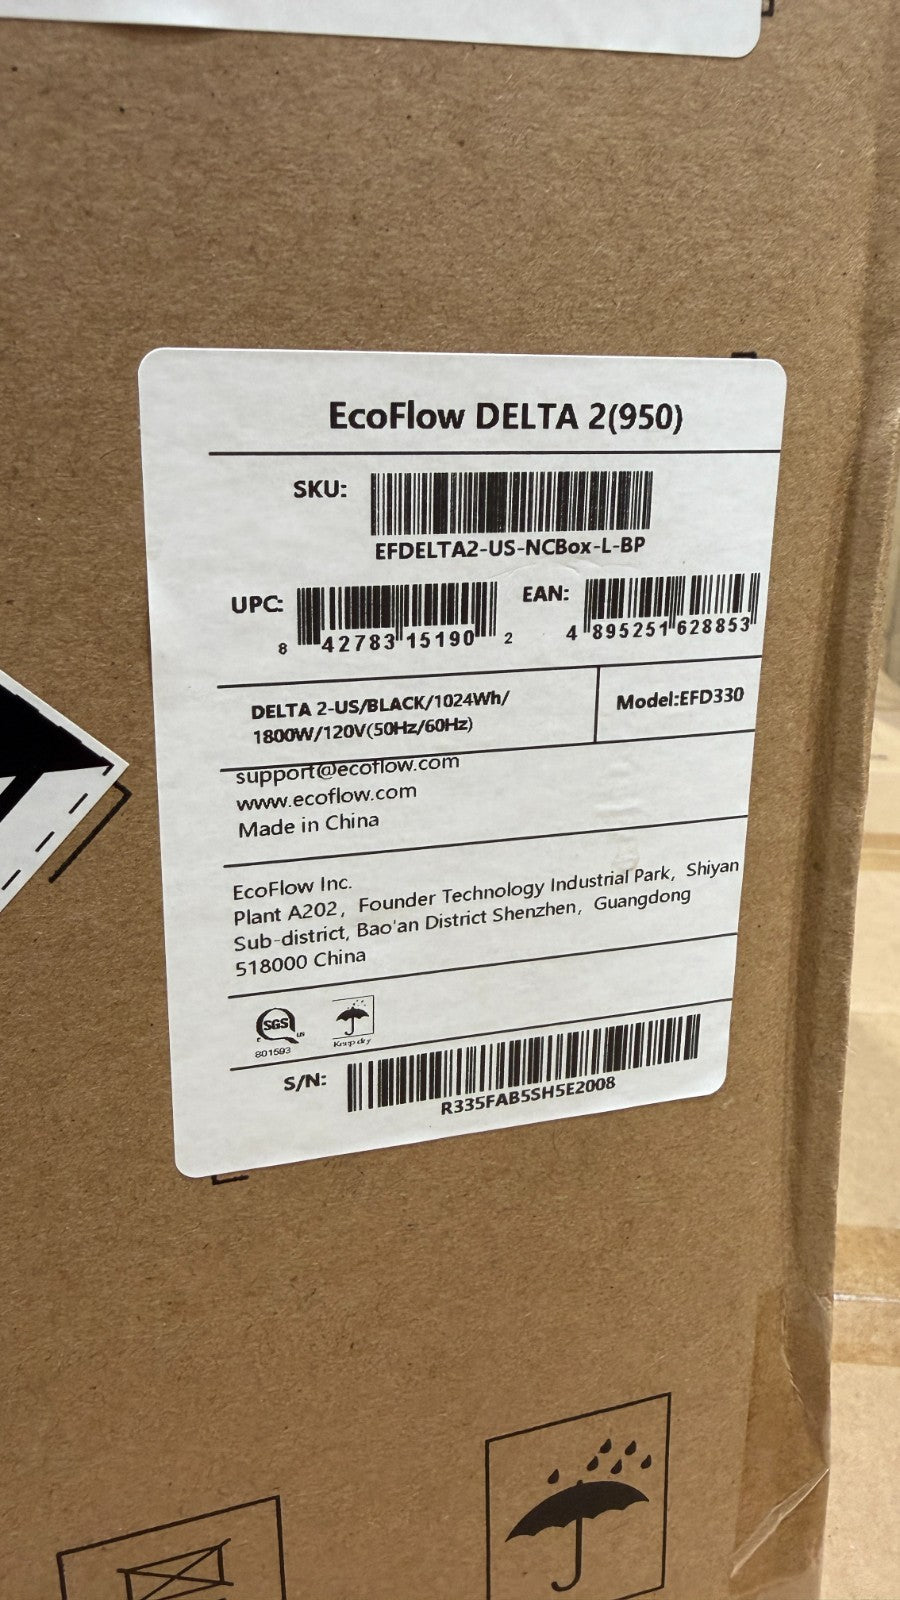 EcoFlow DELTA 2(950)
SKU:
EFDELTA2-US-NCBox-L-BP
UPC:
8 42783 15190 2
EAN:
4 895251 628853
DELTA 2-US/BLACK/1024Wh/
1800W/120V(50Hz/60Hz)
Model:EFD330
support@ecoflow.com
www.ecoflow.com
Made in China
EcoFlow Inc.
Plant A202, Founder Technology Industrial Park, Shiyan
Sub-district, Bao'an District Shenzhen, Guangdong
518000 China
SGS
c us
801593
Keep dry
S/N:
R335FAB5SH5E2008